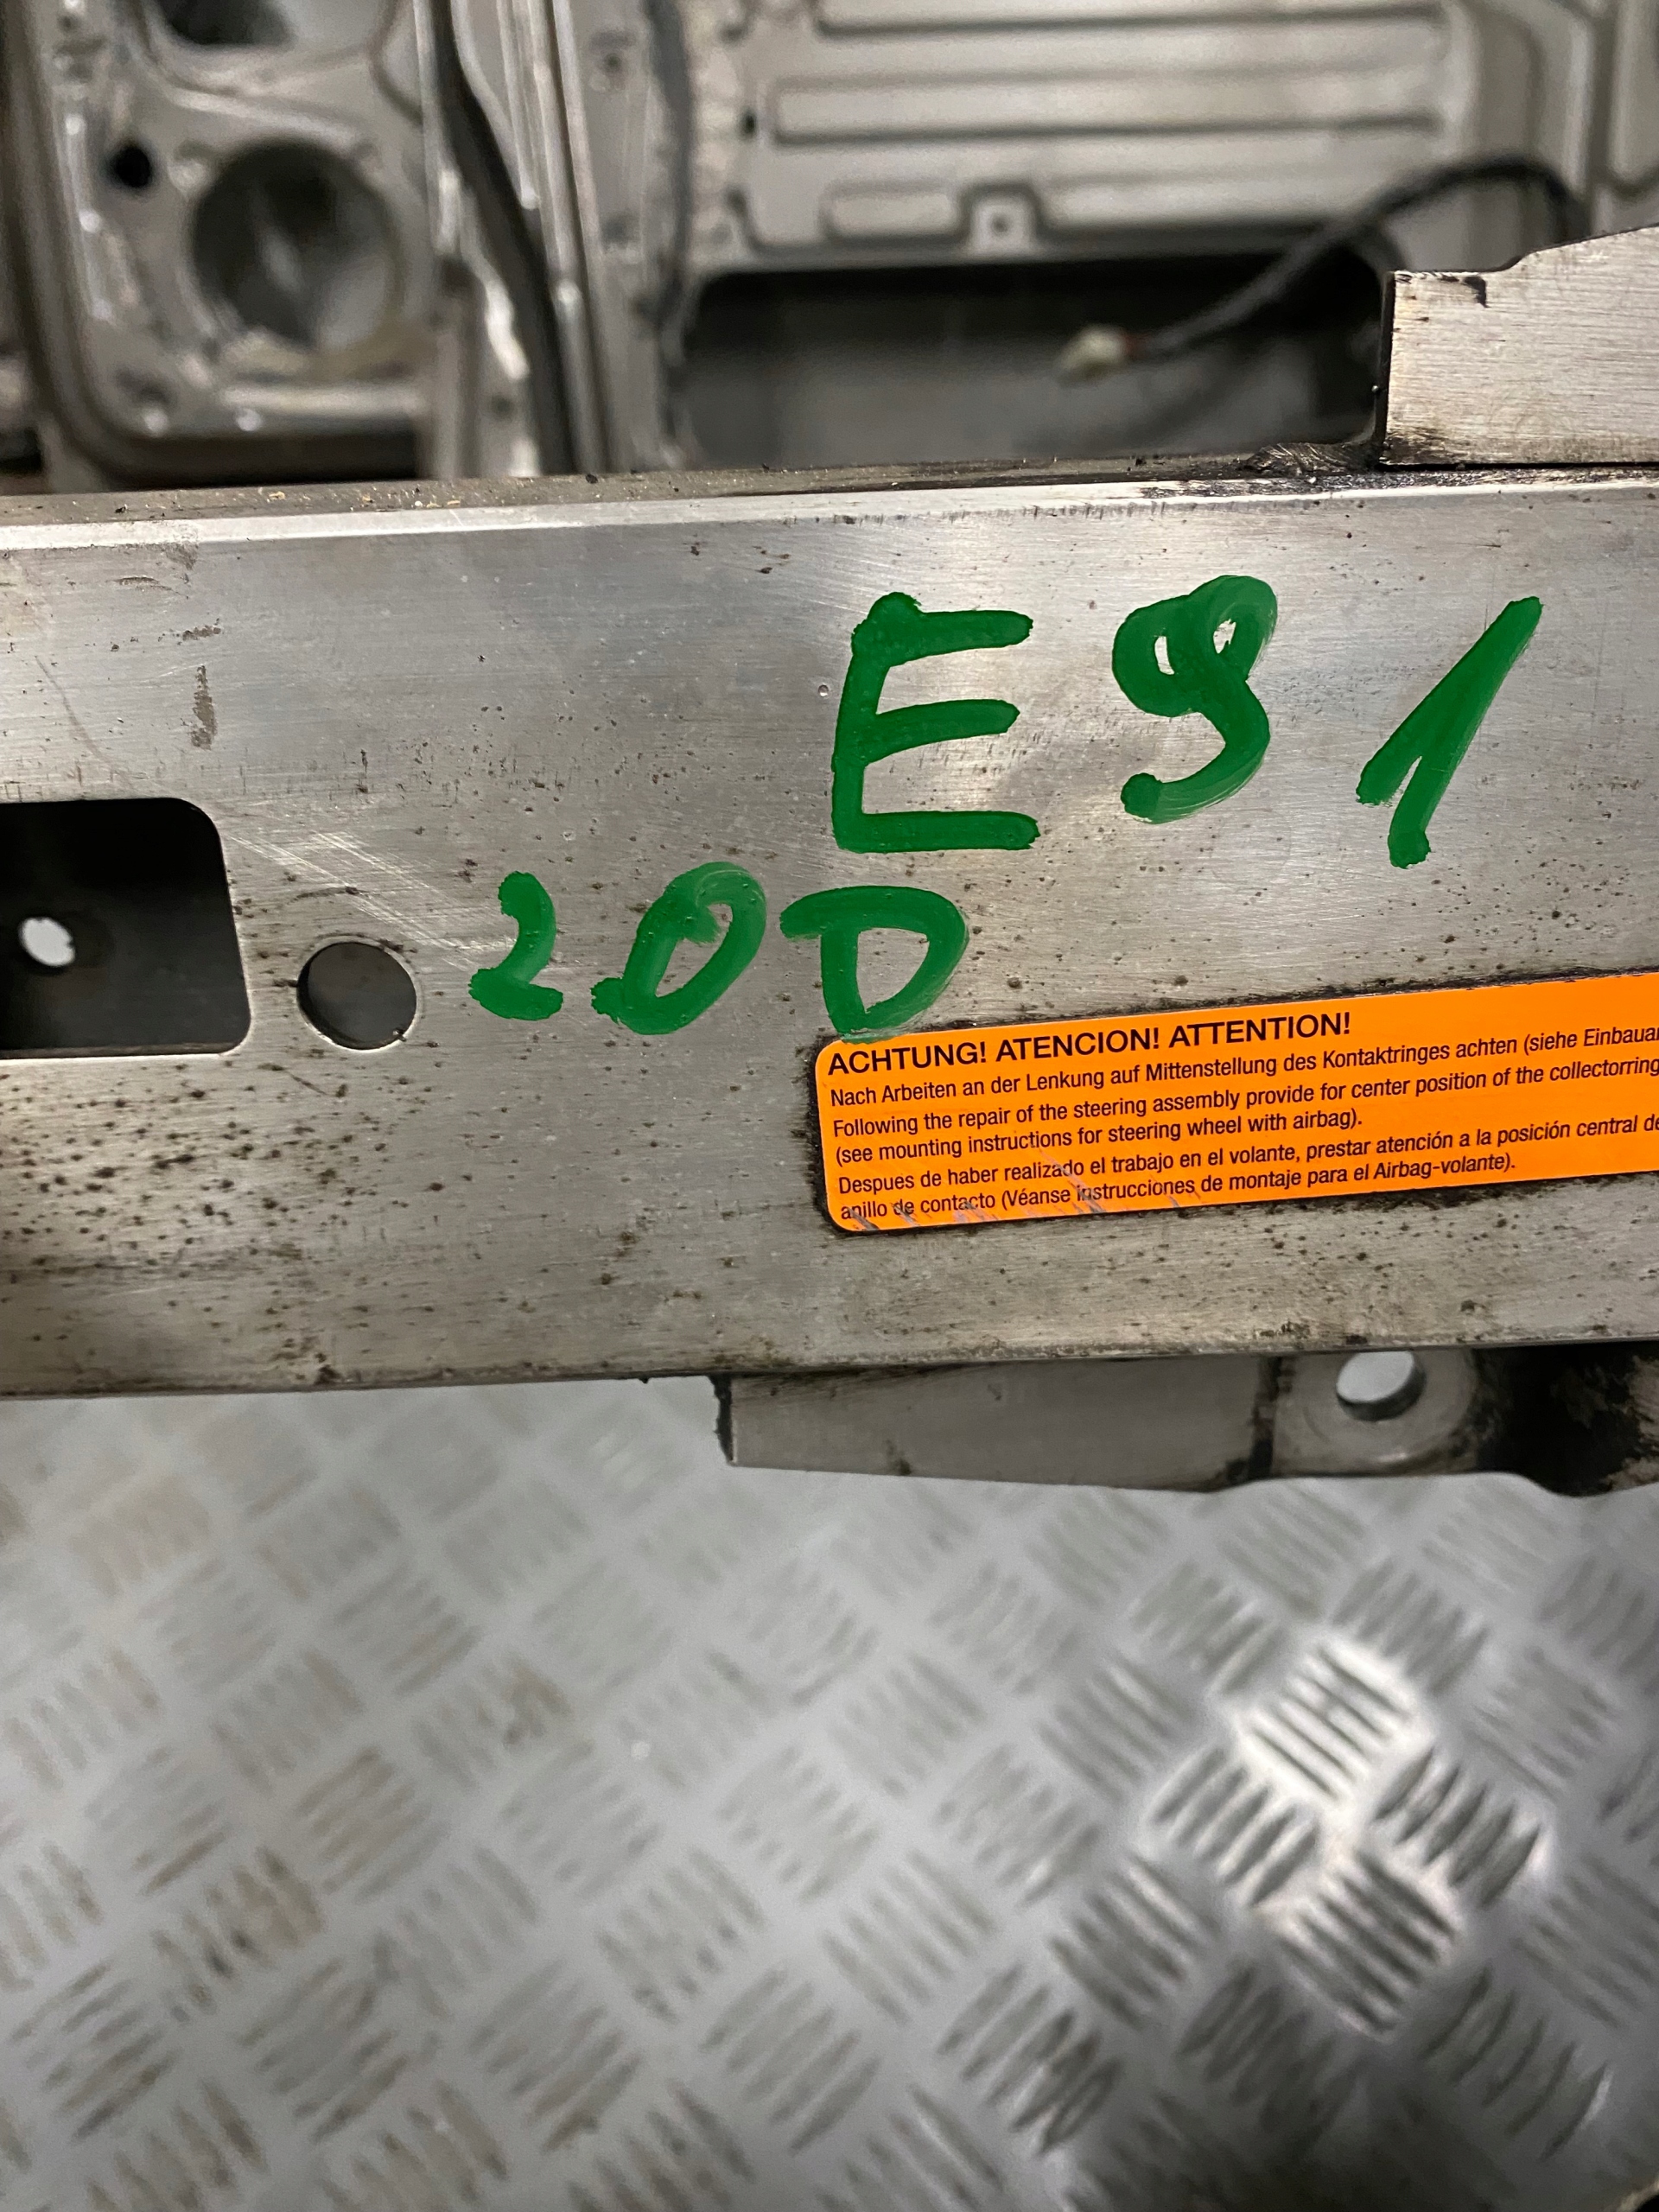 E91
20D
ACHTUNG! ATENCION! ATTENTION!
Nach Arbeiten an der Lenkung auf Mittenstellung des Kontaktringes achten (siehe
Following the repair of the steering assembly provide for center position of the collectorring
(see mounting instructions for steering wheel with airbag).
Despues de haber realizado el trabajo en el volante, prestar atención a la posición central
anillo de contacto (Véanse instrucciones de montaje para el Airbag-volante).